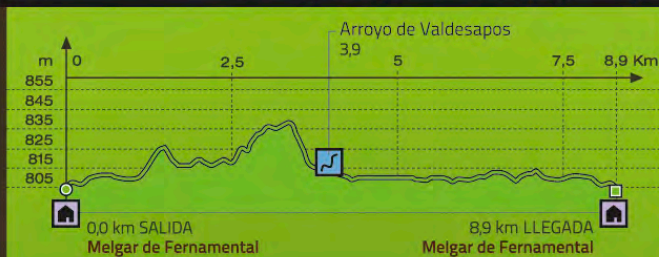 Arroyo de Valdesapos
3,9
m 0 2,5 5 7,5 8,9 Km
855
845
835
825
815
805
0,0 km SALIDA
Melgar de Fernamental
8,9 km LLEGADA
Melgar de Fernamental